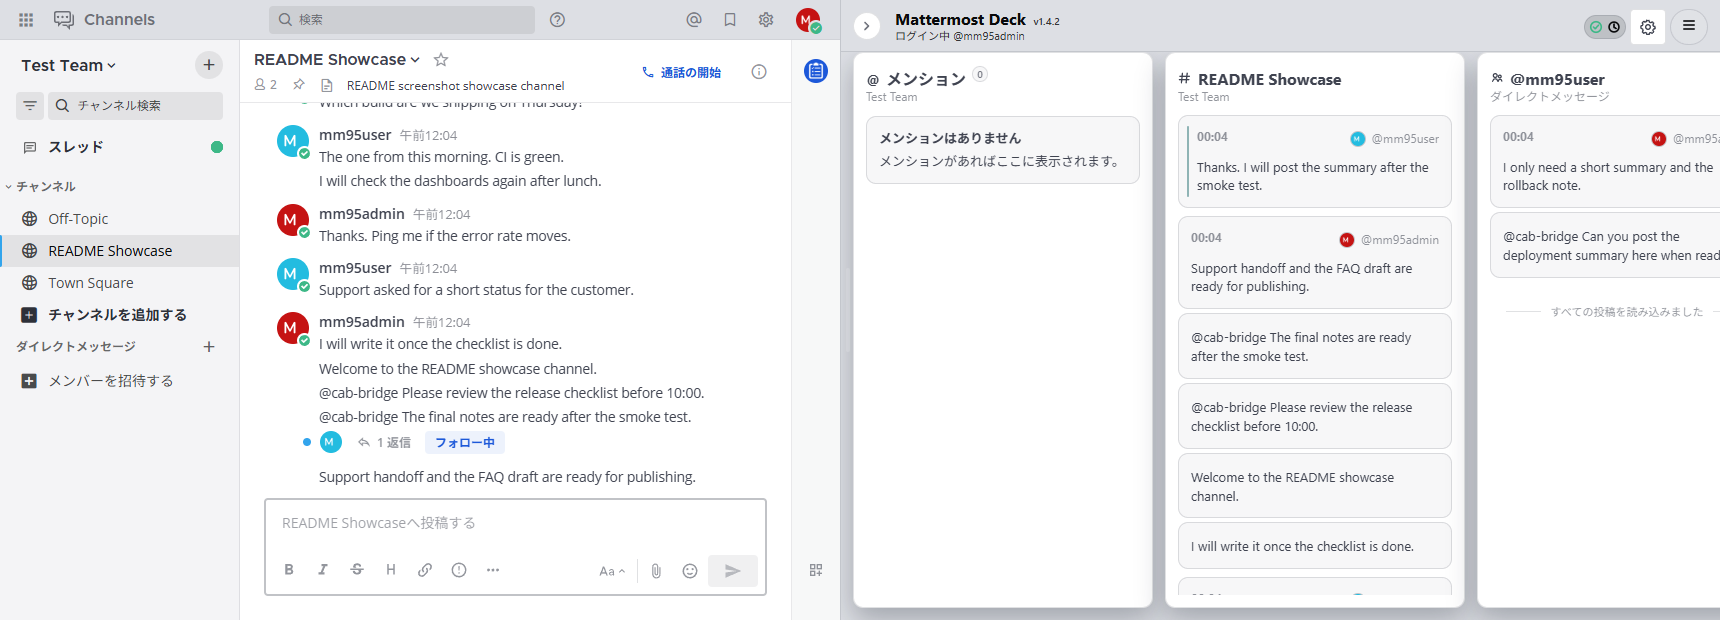 Channels
検索
M
Test Team
チャンネル検索
スレッド
チャンネル
Off-Topic
README Showcase
Town Square
チャンネルを追加する
ダイレクトメッセージ
メンバーを招待する
README Showcase
2
README screenshot showcase channel
通話の開始
Which build are we shipping on Thursday?
M
mm95user 午前12:04
The one from this morning. CI is green.
I will check the dashboards again after lunch.
M
mm95admin 午前12:04
Thanks. Ping me if the error rate moves.
M
mm95user 午前12:04
Support asked for a short status for the customer.
M
mm95admin 午前12:04
I will write it once the checklist is done.
Welcome to the README showcase channel.
@cab-bridge Please review the release checklist before 10:00.
@cab-bridge The final notes are ready after the smoke test.
M 1 返信 フォロー中
Support handoff and the FAQ draft are ready for publishing.
README Showcaseへ投稿する
B I S H Aa
Mattermost Deck v1.4.2
ログイン中 @mm95admin
@ メンション 0
Test Team
メンションはありません
メンションがあればここに表示されます。
# README Showcase
Test Team
00:04 M @mm95user
Thanks. I will post the summary after the
smoke test.
00:04 M @mm95admin
Support handoff and the FAQ draft are
ready for publishing.
@cab-bridge The final notes are ready
after the smoke test.
@cab-bridge Please review the release
checklist before 10:00.
Welcome to the README showcase
channel.
I will write it once the checklist is done.
@mm95user
ダイレクトメッセージ
00:04 M @mm95a
I only need a short summary and the
rollback note.
@cab-bridge Can you post the
deployment summary here when read
すべての投稿を読み込みました